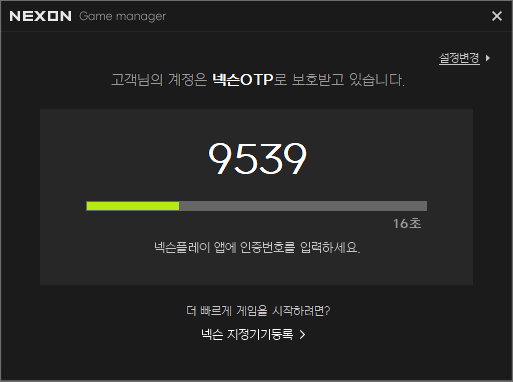 NEXON Game manager
설정변경
고객님의 계정은 넥슨OTP로 보호받고 있습니다.
9539
16초
넥슨플레이 앱에 인증번호를 입력하세요.
더 빠르게 게임을 시작하려면?
넥슨 지정기기등록 >